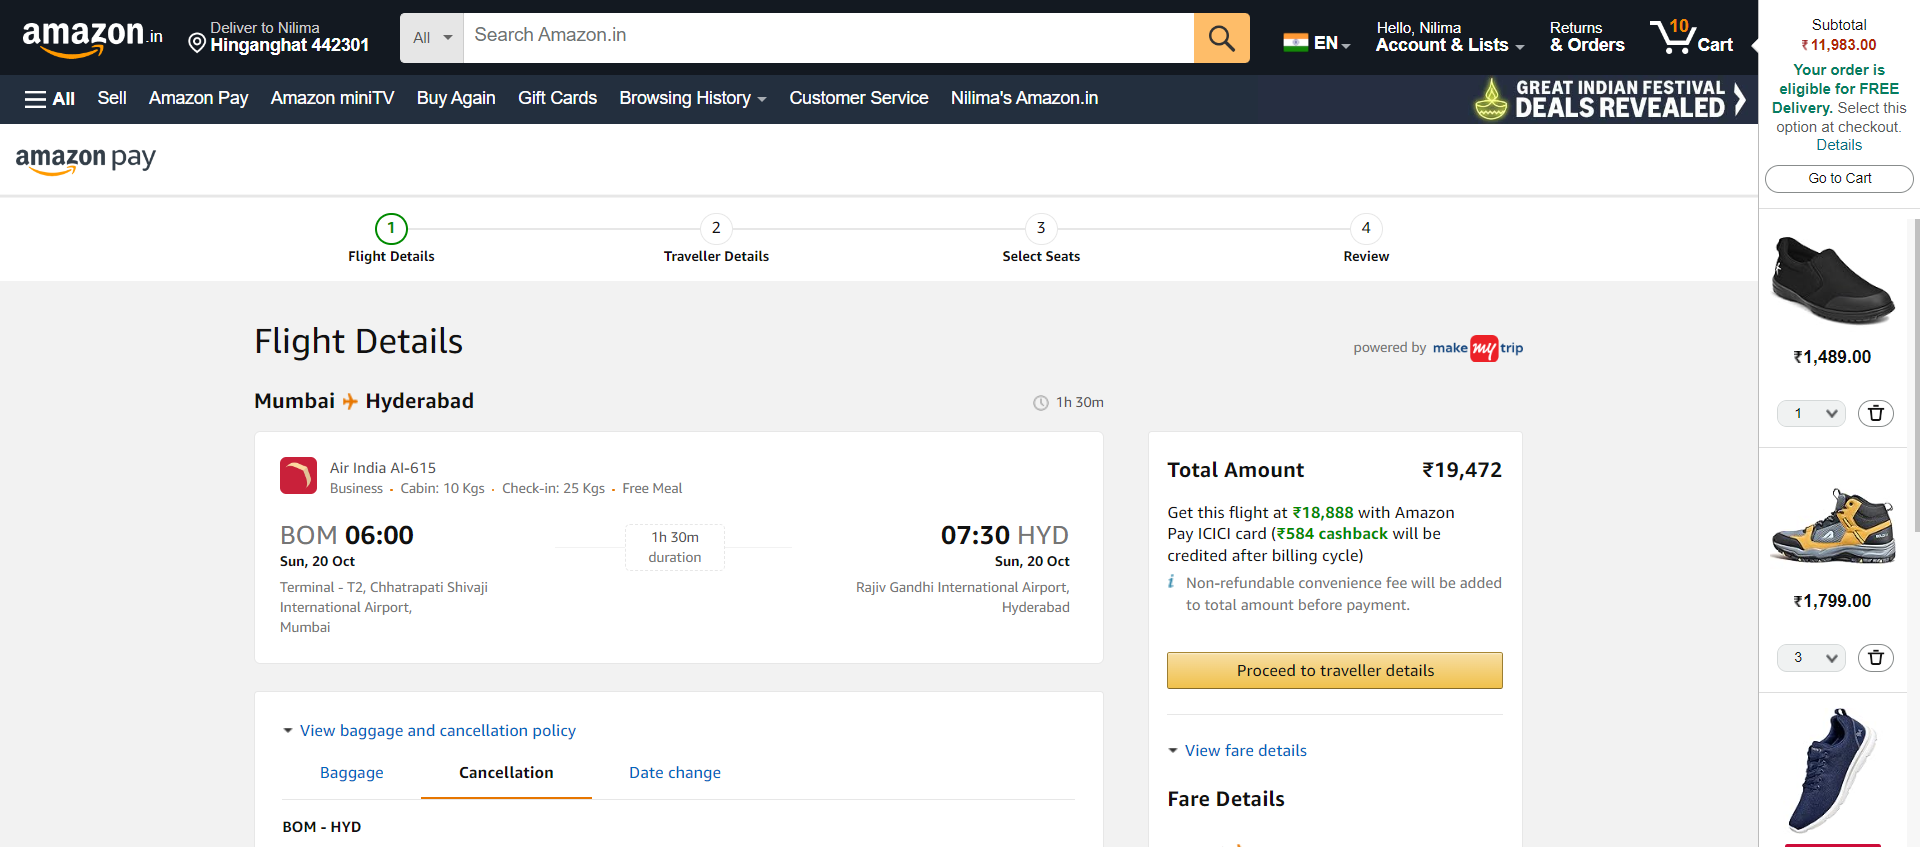 amazon.in
Deliver to Nilima
Hinganghat 442301
All
Search Amazon.in
EN
Hello, Nilima
Account & Lists
Returns
& Orders
10
Cart
All
Sell
Amazon Pay
Amazon miniTV
Buy Again
Gift Cards
Browsing History
Customer Service
Nilima's Amazon.in
GREAT INDIAN FESTIVAL
DEALS REVEALED
amazon pay
1
Flight Details
2
Traveller Details
3
Select Seats
4
Review
Flight Details
powered by make my trip
Mumbai Hyderabad
1h 30m
Air India AI-615
Business · Cabin: 10 Kgs · Check-in: 25 Kgs · Free Meal
BOM 06:00
Sun, 20 Oct
Terminal - T2, Chhatrapati Shivaji
International Airport,
Mumbai
1h 30m
duration
07:30 HYD
Sun, 20 Oct
Rajiv Gandhi International Airport,
Hyderabad
View baggage and cancellation policy
Baggage
Cancellation
Date change
BOM - HYD
Total Amount
₹19,472
Get this flight at ₹18,888 with Amazon
Pay ICICI card (₹584 cashback will be
credited after billing cycle)
i Non-refundable convenience fee will be added
to total amount before payment.
Proceed to traveller details
View fare details
Fare Details
Subtotal
₹11,983.00
Your order is
eligible for FREE
Delivery. Select this
option at checkout.
Details
Go to Cart
₹1,489.00
1
₹1,799.00
3